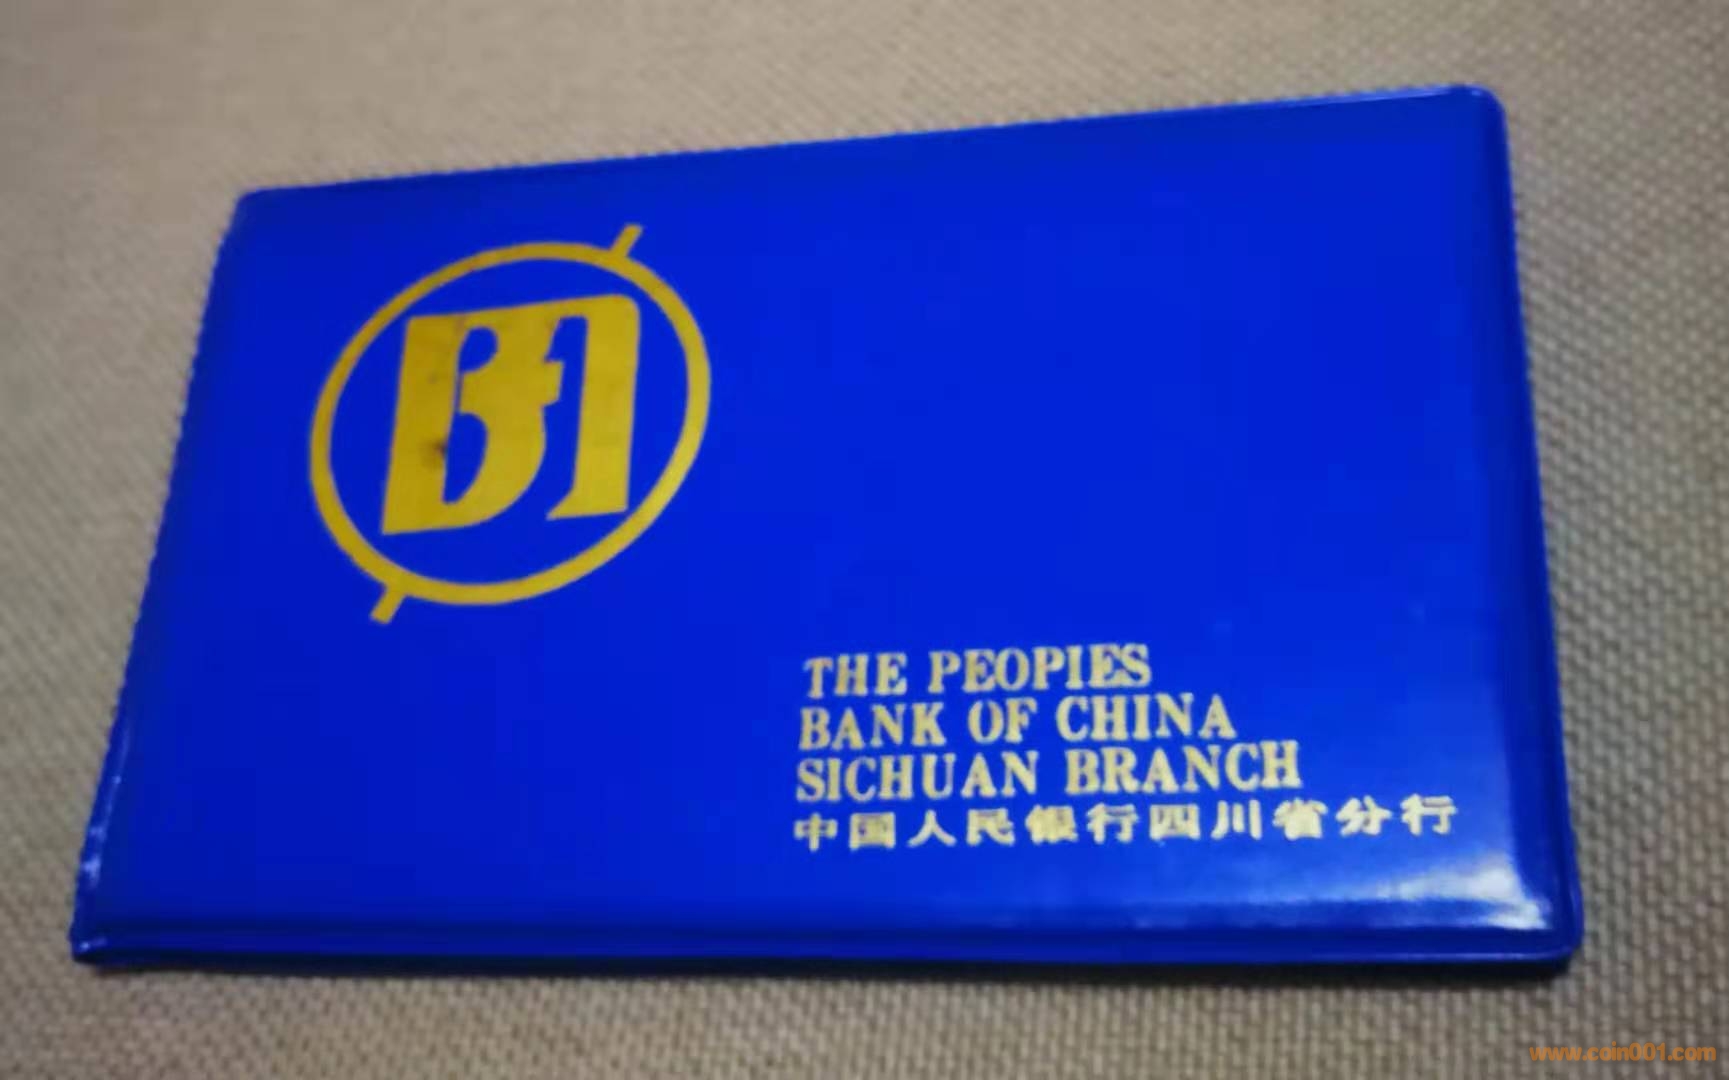 THE PEOPIES
BANK OF CHINA
SICHUAN BRANCH
中国人民银行四川省分行
www.coin001.com